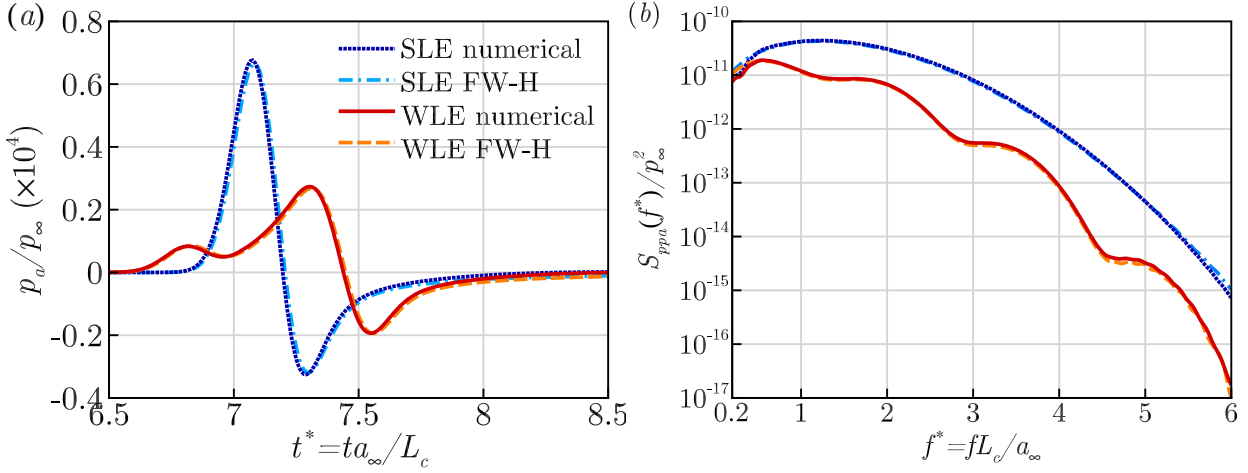 (a)
0.8
0.6
0.4
0.2
0
-0.2
-0.4
p_a/p_∞ (×10^4)
SLE numerical
SLE FW-H
WLE numerical
WLE FW-H
6.5 7 7.5 8 8.5
t^*=ta_∞/L_c
(b)
10^-10
10^-11
10^-12
10^-13
10^-14
10^-15
10^-16
10^-17
S_ppa(f^*)/p_∞^2
0.2 1 2 3 4 5 6
f^*=fL_c/a_∞